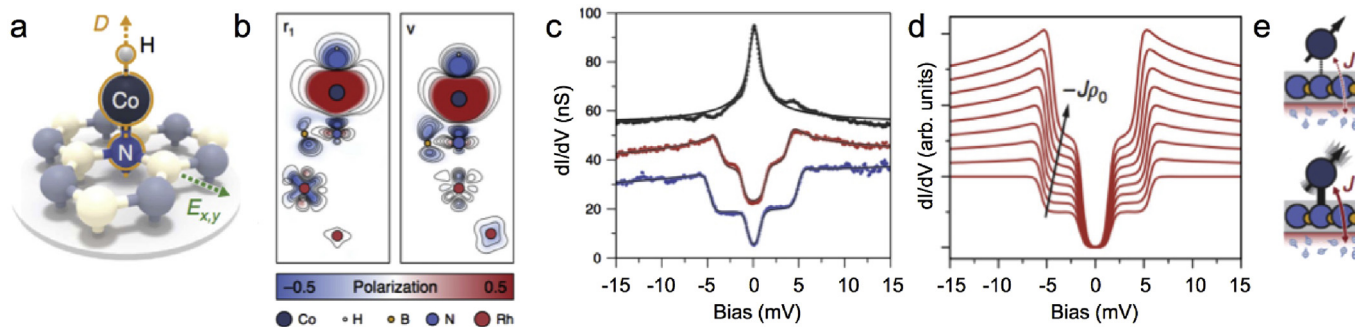 a
D
H
Co
N
E x,y
b
r1
v
−0.5 Polarization 0.5
Co H B N Rh
c
dI/dV (nS)
100
80
60
40
20
0
-15 -10 -5 0 5 10 15
Bias (mV)
d
dI/dV (arb. units)
−Jρ0
-15 -10 -5 0 5 10 15
Bias (mV)
e
J
J